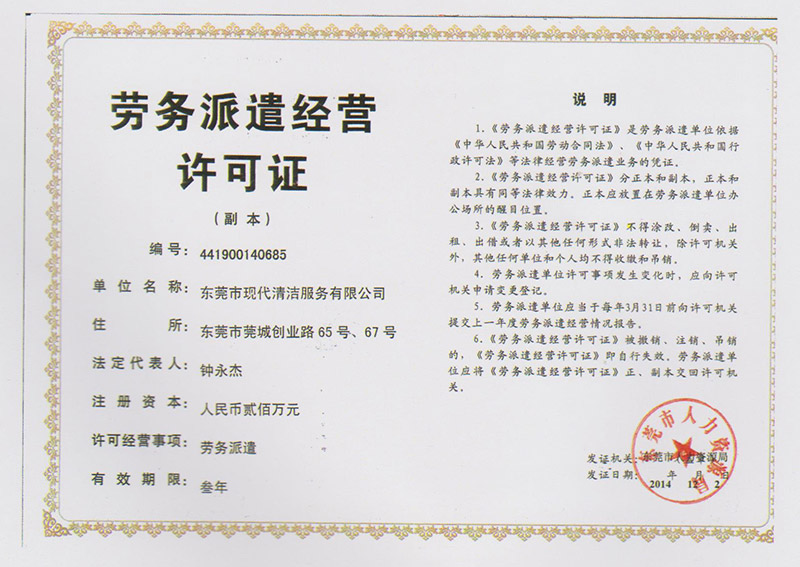 劳务派遣经营
许可证
（副本）
编号：441900140685
单位名称：东莞市现代清洁服务有限公司
住所：东莞市莞城创业路65号、67号
法定代表人：钟永杰
注册资本：人民币贰佰万元
许可经营事项：劳务派遣
有效期限：叁年
说 明
1.《劳务派遣经营许可证》是劳务派遣单位依据
《中华人民共和国劳动合同法》、《中华人民共和国行
政许可法》等法律经营劳务派遣业务的凭证。
2.《劳务派遣经营许可证》分正本和副本，正本和
副本具有同等法律效力。正本应放置在劳务派遣单位办
公场所的醒目位置。
3.《劳务派遣经营许可证》不得涂改、倒卖、出
租、出借或者以其他任何形式非法转让，除许可机关
外，其他任何单位和个人均不得收缴和吊销。
4. 劳务派遣单位许可事项发生变化时，应向许可
机关申请变更登记。
5. 劳务派遣单位应当于每年3月31日前向许可机关
提交上一年度劳务派遣经营情况报告。
6.《劳务派遣经营许可证》被撤销、注销、吊销
的，《劳务派遣经营许可证》即自行失效。劳务派遣单
位应将《劳务派遣经营许可证》正、副本交回许可机
关。
东莞市人力资源局
发证机关：东莞市人力资源局
发证日期： 年 月 日
2014 12 2